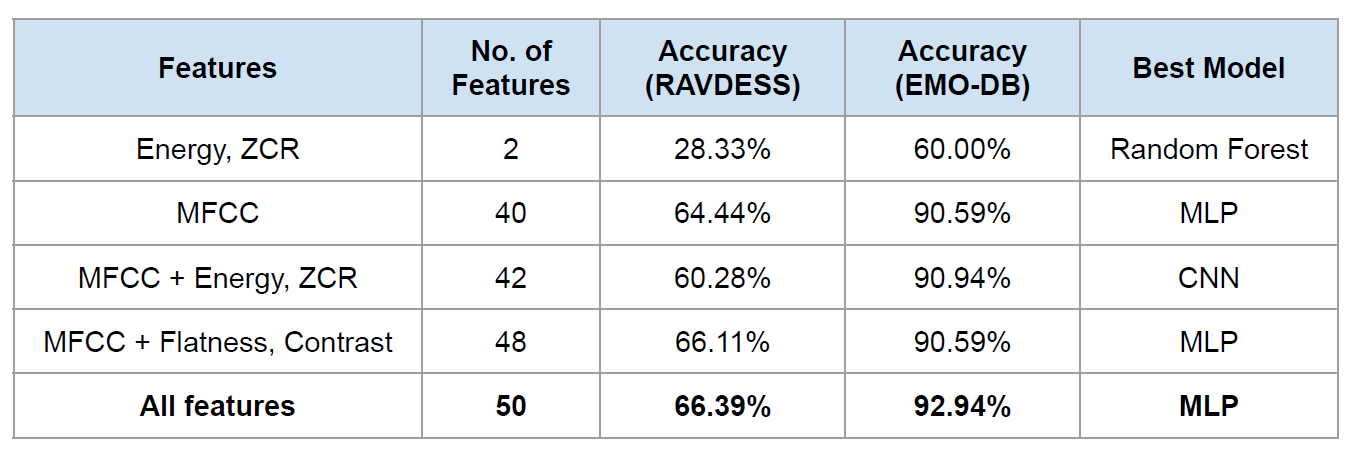 Features No. of Features Accuracy (RAVDESS) Accuracy (EMO-DB) Best Model
Energy, ZCR 2 28.33% 60.00% Random Forest
MFCC 40 64.44% 90.59% MLP
MFCC + Energy, ZCR 42 60.28% 90.94% CNN
MFCC + Flatness, Contrast 48 66.11% 90.59% MLP
All features 50 66.39% 92.94% MLP